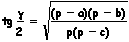 tg γ/2 = √((p − a)(p − b) / p(p − c))